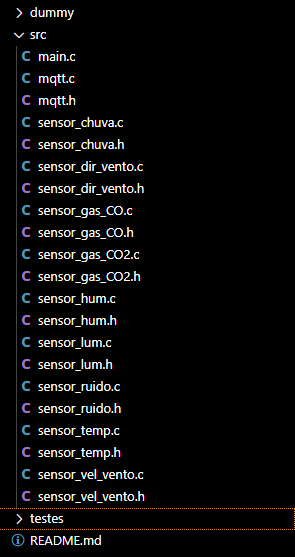 dummy
src
C main.c
C mqtt.c
C mqtt.h
C sensor_chuva.c
C sensor_chuva.h
C sensor_dir_vento.c
C sensor_dir_vento.h
C sensor_gas_CO.c
C sensor_gas_CO.h
C sensor_gas_CO2.c
C sensor_gas_CO2.h
C sensor_hum.c
C sensor_hum.h
C sensor_lum.c
C sensor_lum.h
C sensor_ruido.c
C sensor_ruido.h
C sensor_temp.c
C sensor_temp.h
C sensor_vel_vento.c
C sensor_vel_vento.h
testes
README.md